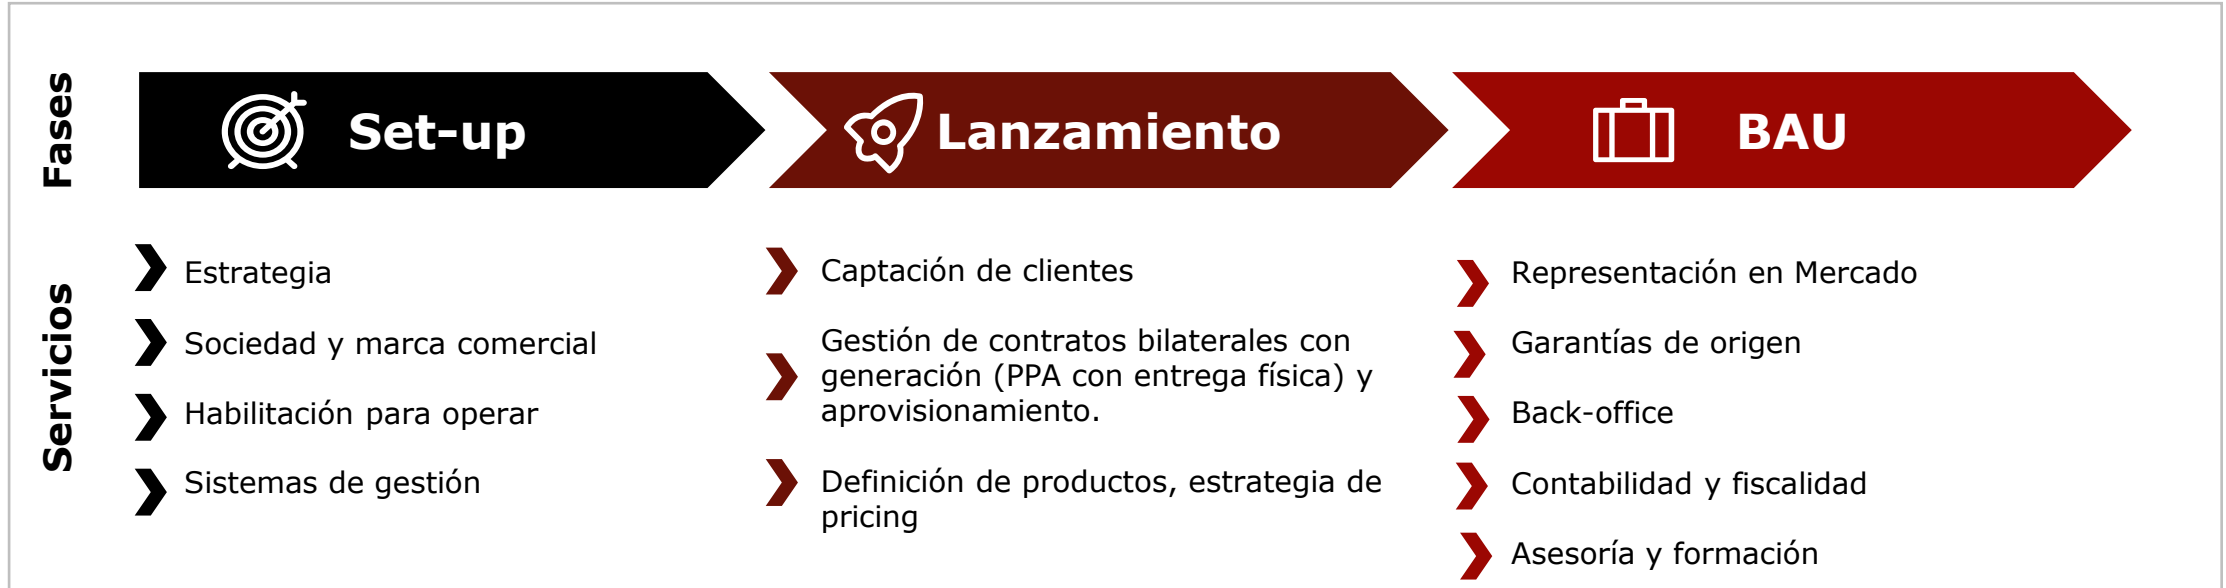 Fases
Set-up
Lanzamiento
BAU
Servicios
Estrategia
Sociedad y marca comercial
Habilitación para operar
Sistemas de gestión
Captación de clientes
Gestión de contratos bilaterales con
generación (PPA con entrega física) y
aprovisionamiento.
Definición de productos, estrategia de
pricing
Representación en Mercado
Garantías de origen
Back-office
Contabilidad y fiscalidad
Asesoría y formación